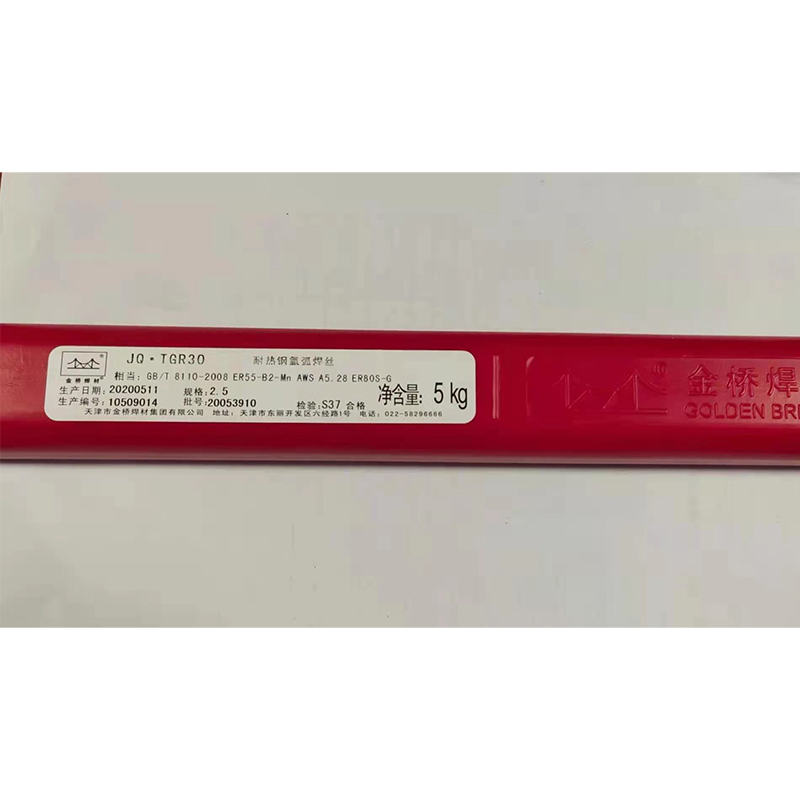 JQ·TGR30 耐热钢氩弧焊丝
相当：GB/T 8110-2008 ER55-B2-Mn AWS A5.28 ER80S-G
金桥焊材
生产日期：20200511 规格：2.5 净含量：5kg
生产编号：10509014 批号：20053910 检验：S37 合格
天津市金桥焊材集团有限公司 地址：天津市东丽开发区六经路1号 电话：022-58296666
金桥焊
GOLDEN BRI